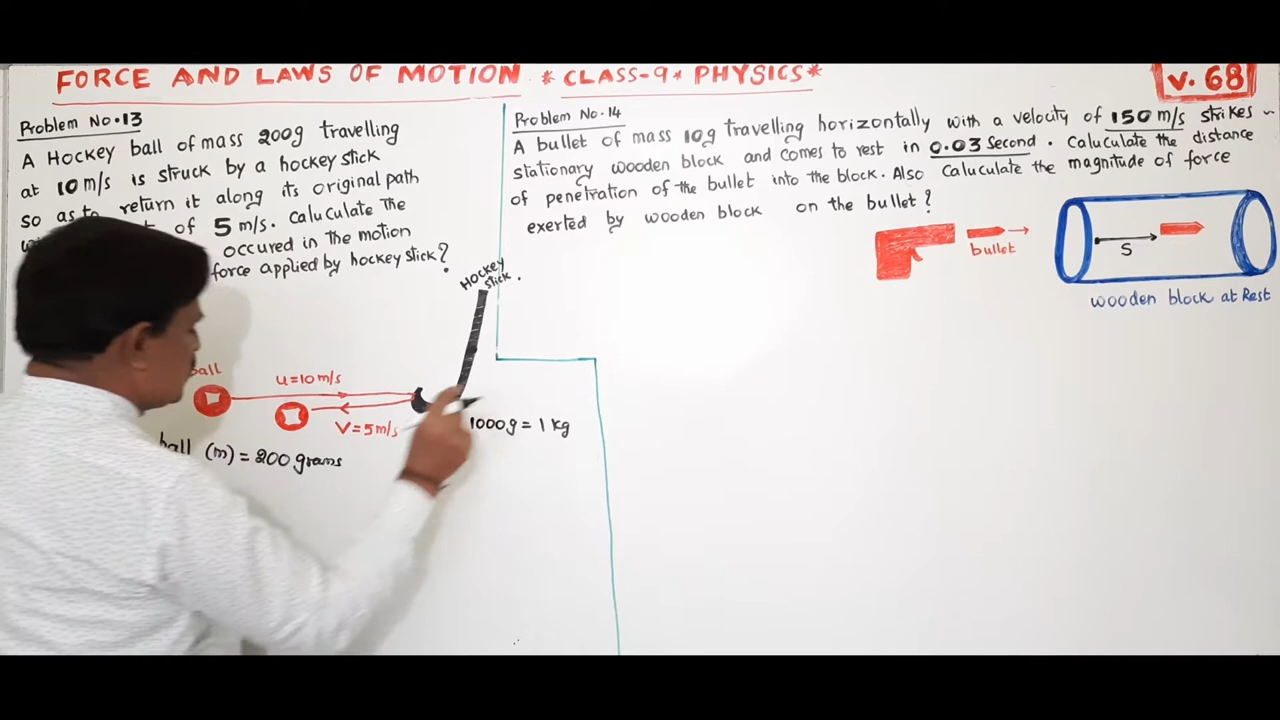 FORCE AND LAWS OF MOTION * CLASS-9 * PHYSICS *
V. 68
Problem No.13
A Hockey ball of mass 200g travelling
at 10 m/s is struck by a hockey stick
so as to return it along its original path
of 5 m/s. Caluculate the
occured in the motion
force applied by hockey stick?
Hockey
stick.
ball
u=10 m/s
V=5 m/s
1000g = 1 kg
ball (m) = 200 grams
Problem No.14
A bullet of mass 10g travelling horizontally with a velocity of 150 m/s strikes ~
stationary wooden block and comes to rest in 0.03 Second. Caluculate the distance
of penetration of the bullet into the block. Also Caluculate the magnitude of force
exerted by wooden block on the bullet?
bullet
S
wooden block at Rest